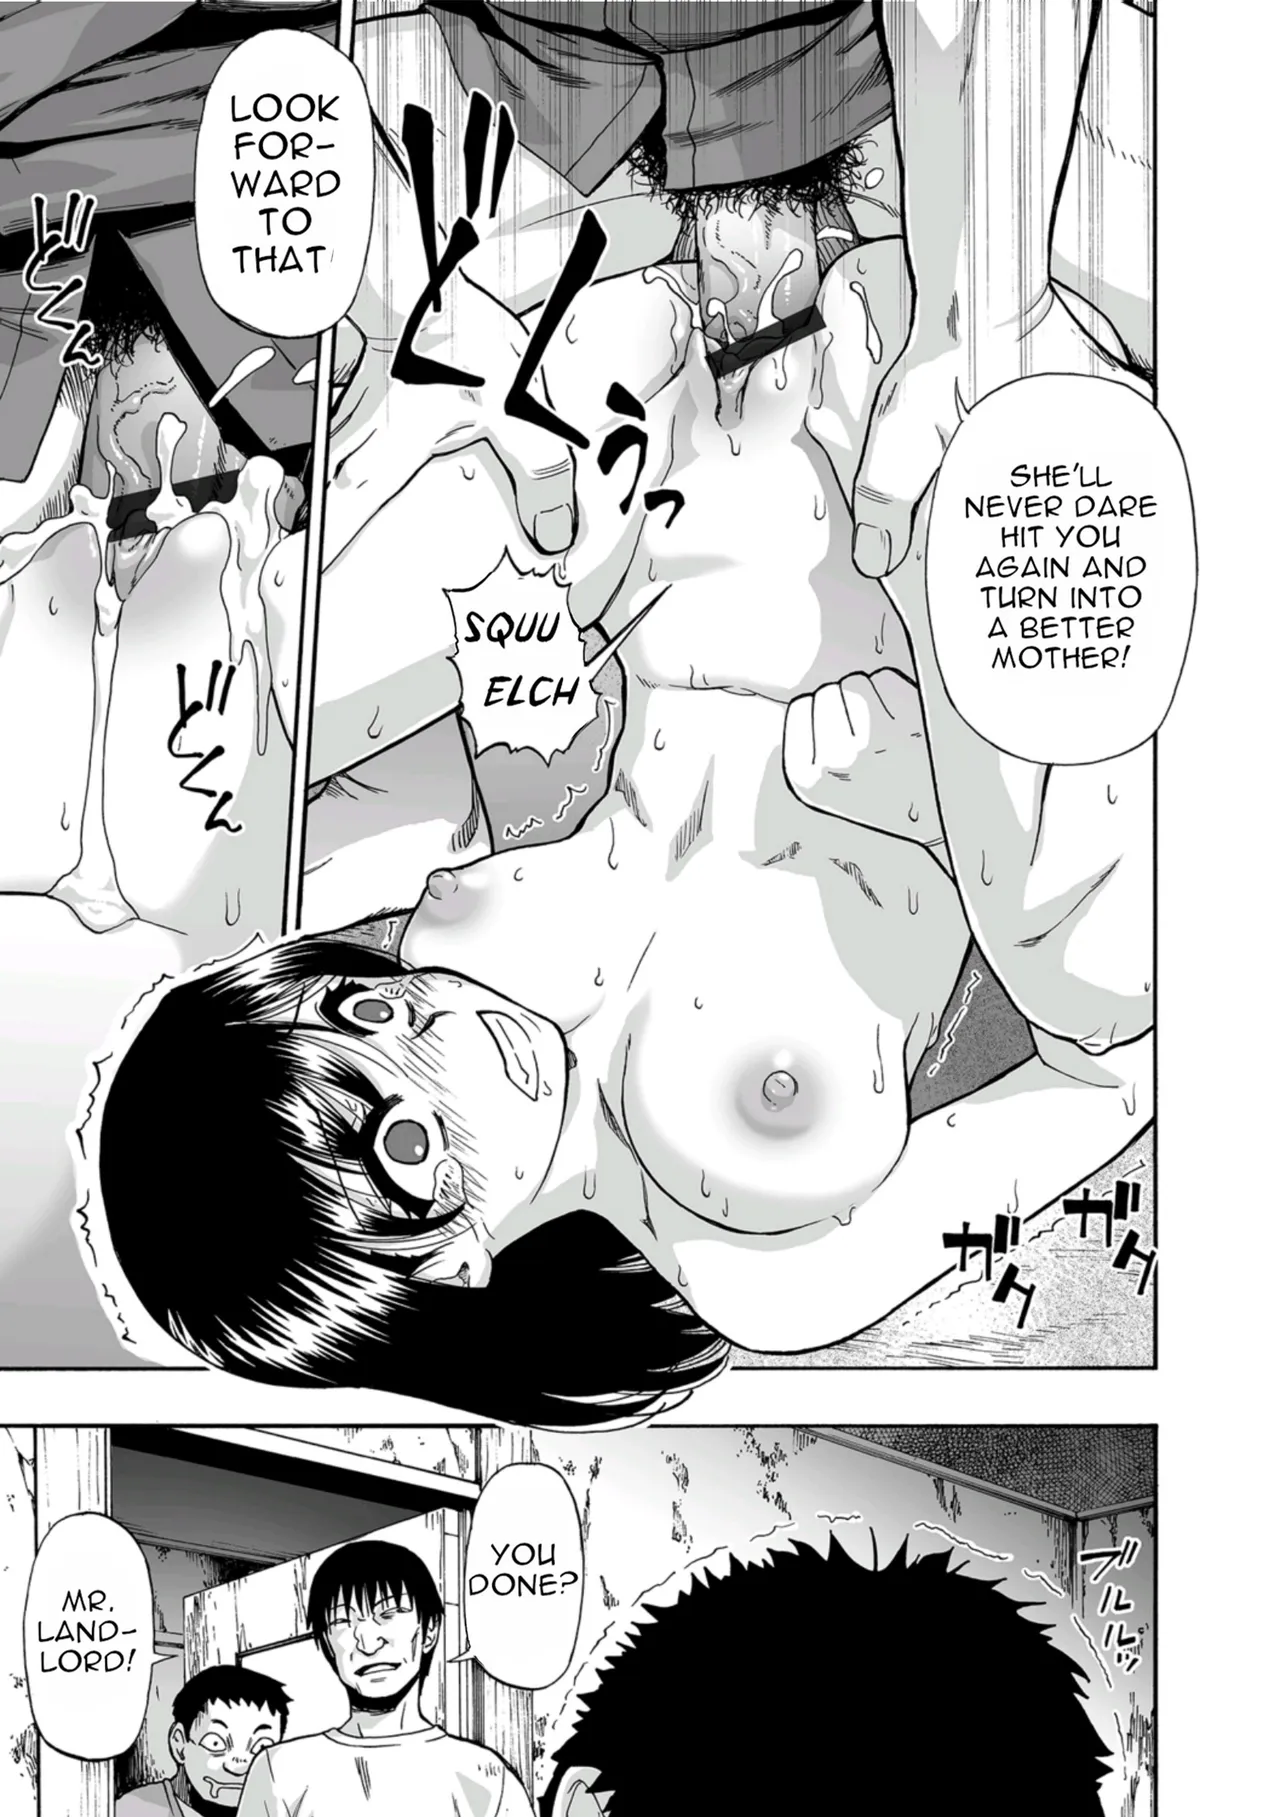 SHE'LL
NEVER DARE
HIT YOU
AGAIN AND
TURN INTO
A BETTER
MOTHER!
どくうっ
SQUU
ELCH
ガク
ガク
LOOK
FOR-
WARD
TO
THAT
どくん
どくん
ブルルルッ
YOU
DONE?
MR.
LAND-
LORD!